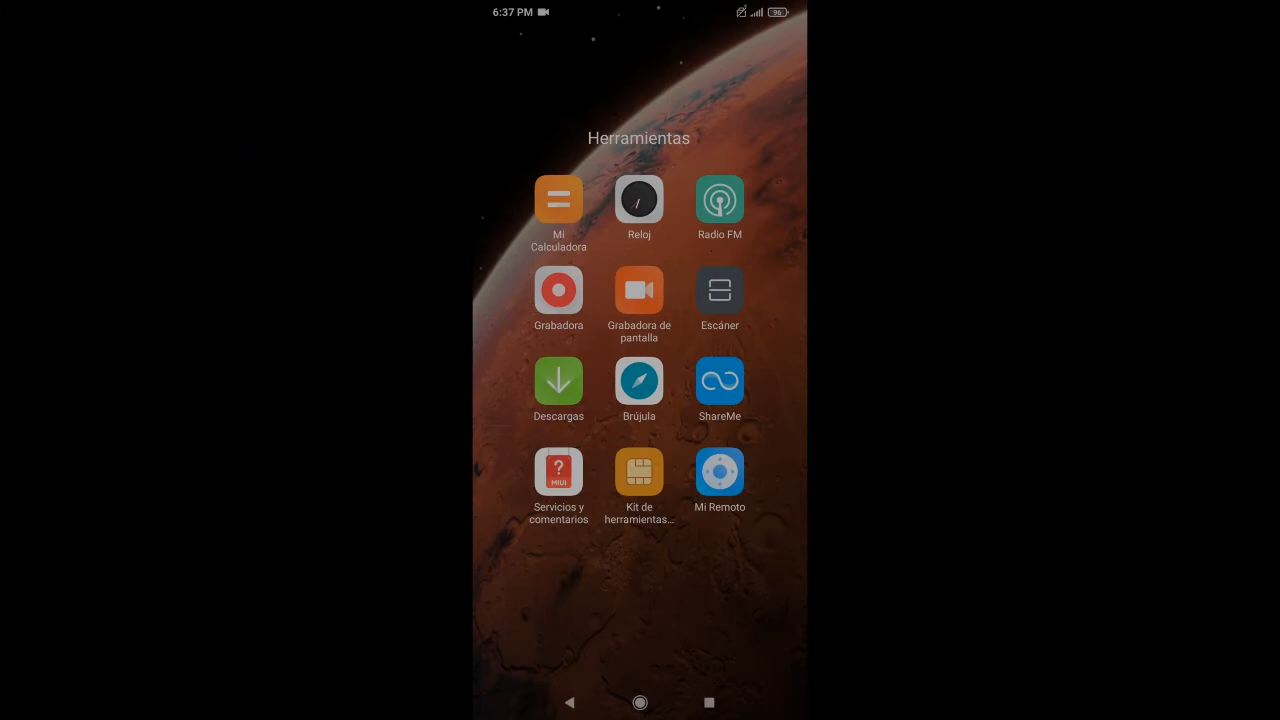 6:37 PM
96
Herramientas
Mi
Calculadora
Reloj
Radio FM
Grabadora
Grabadora de
pantalla
Escáner
Descargas
Brújula
ShareMe
?
MIUI
Servicios y
comentarios
Kit de
herramientas...
Mi Remoto